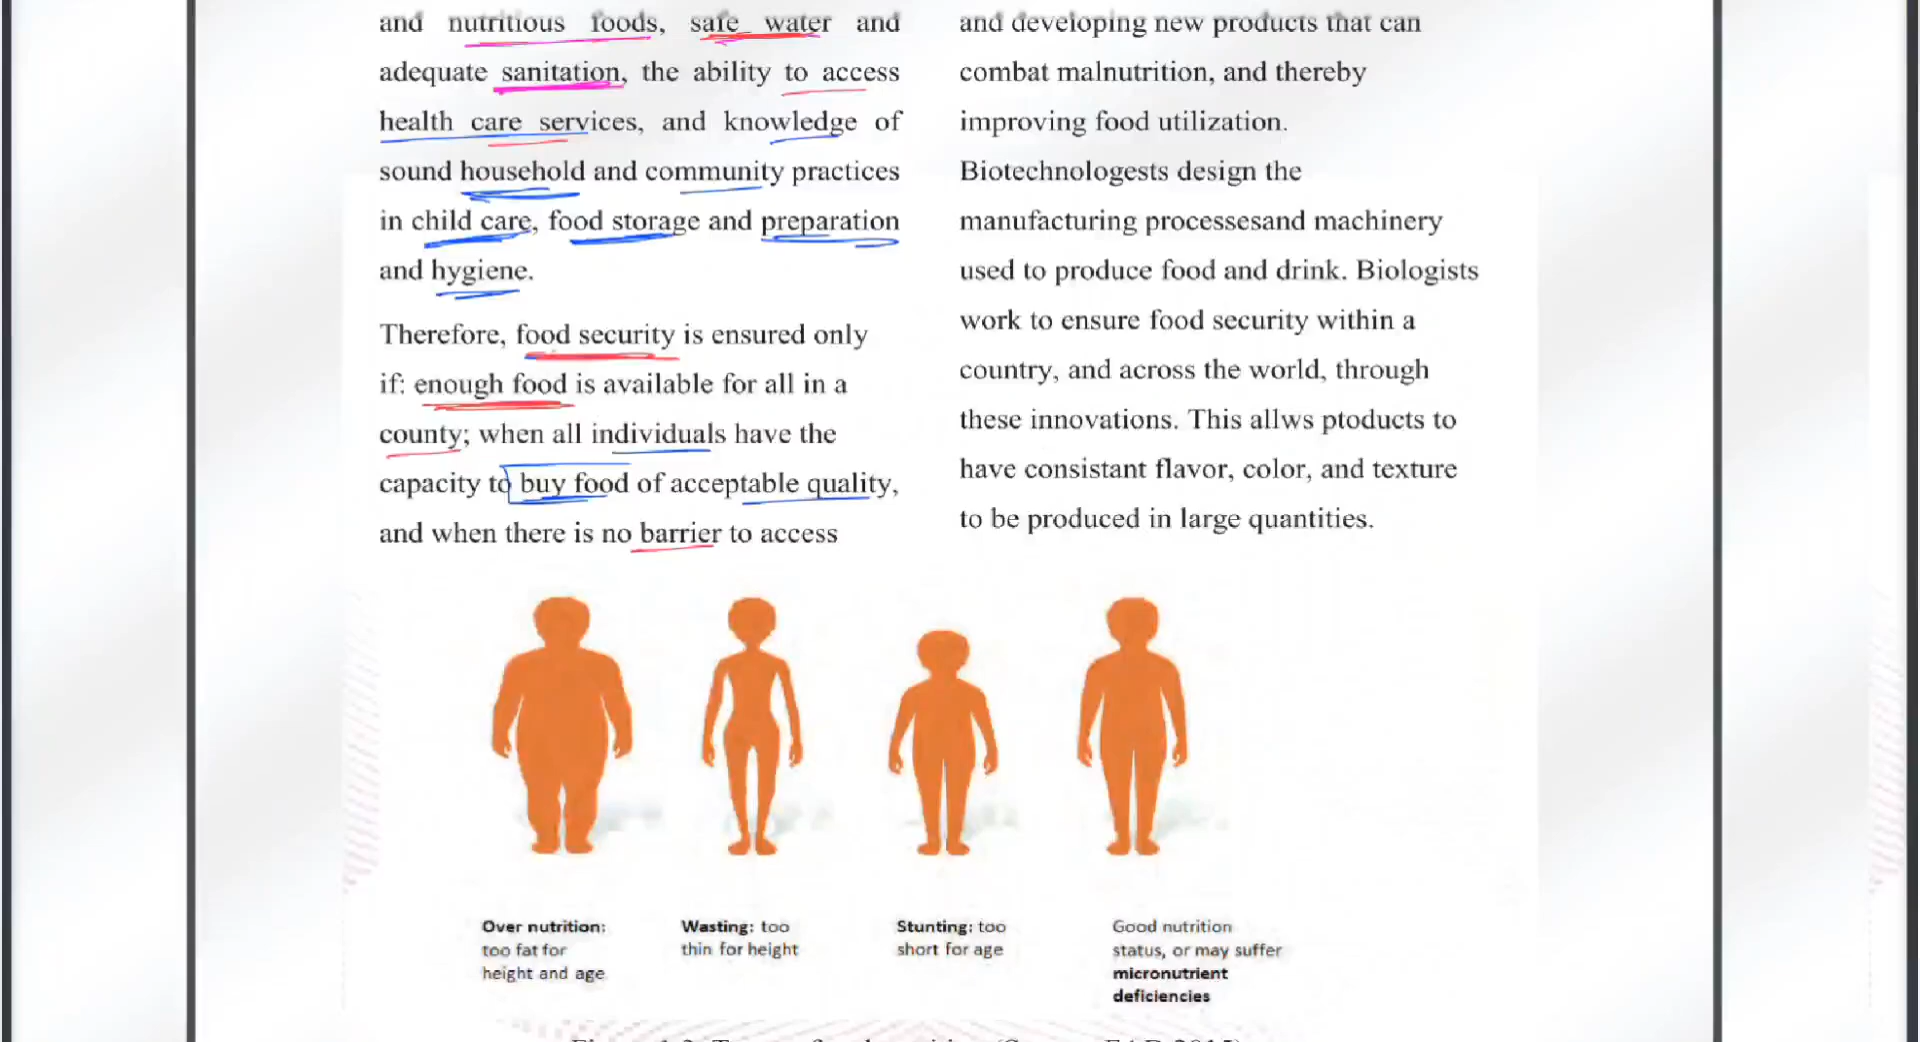 and nutritious foods, safe water and
adequate sanitation, the ability to access
health care services, and knowledge of
sound household and community practices
in child care, food storage and preparation
and hygiene.
Therefore, food security is ensured only
if: enough food is available for all in a
county; when all individuals have the
capacity to buy food of acceptable quality,
and when there is no barrier to access
and developing new products that can
combat malnutrition, and thereby
improving food utilization.
Biotechnologests design the
manufacturing processesand machinery
used to produce food and drink. Biologists
work to ensure food security within a
country, and across the world, through
these innovations. This allws ptoducts to
have consistant flavor, color, and texture
to be produced in large quantities.
Over nutrition:
too fat for
height and age
Wasting: too
thin for height
Stunting: too
short for age
Good nutrition
status, or may suffer
micronutrient
deficiencies